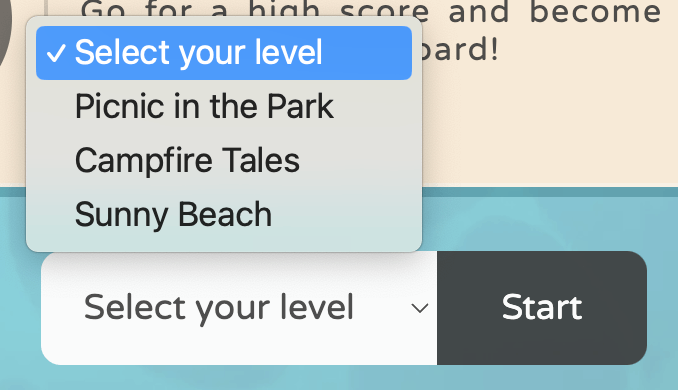 Go for a high score and become
board!
✓ Select your level
Picnic in the Park
Campfire Tales
Sunny Beach
Select your level
Start